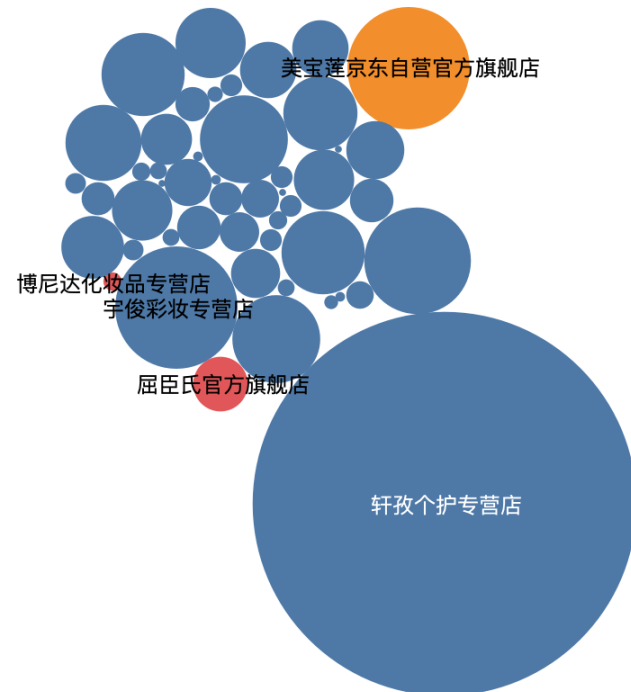 美宝莲京东自营官方旗舰店
博尼达化妆品专营店
宇俊彩妆专营店
屈臣氏官方旗舰店
轩孜个护专营店